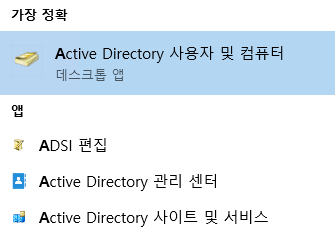 가장 정확
Active Directory 사용자 및 컴퓨터
데스크톱 앱
앱
ADSI 편집
Active Directory 관리 센터
Active Directory 사이트 및 서비스